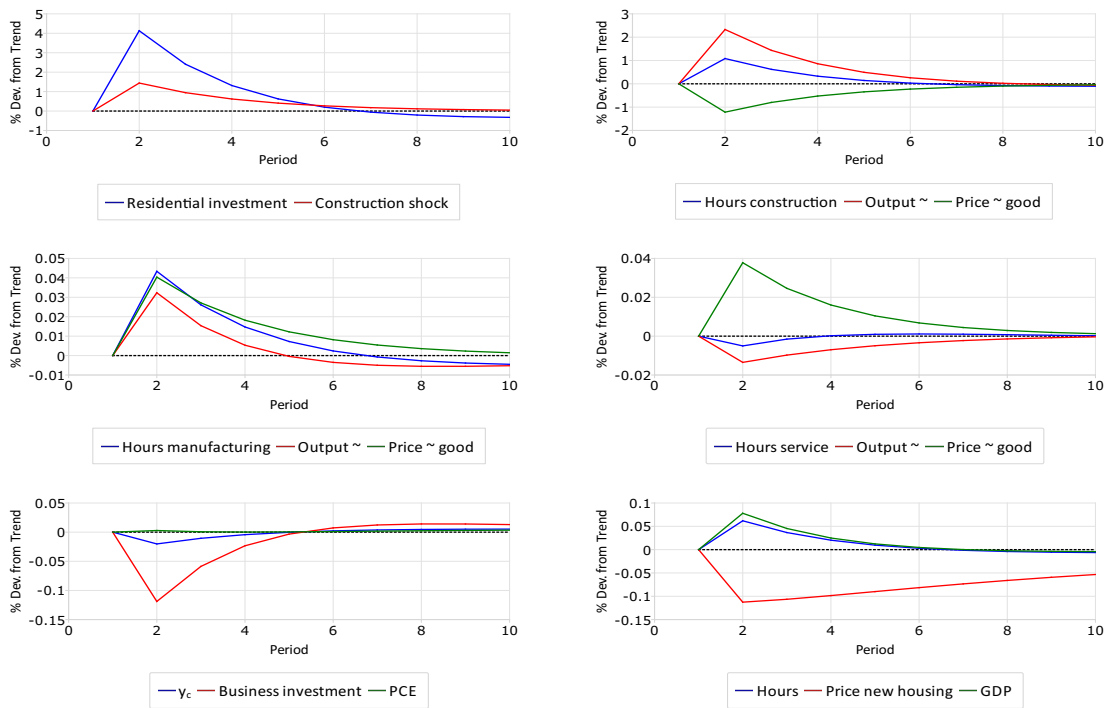 5
4
3
2
1
0
-1
% Dev. from Trend
0 2 4 6 8 10
Period
Residential investment Construction shock
3
2
1
0
-1
-2
% Dev. from Trend
0 2 4 6 8 10
Period
Hours construction Output ~ Price ~ good
0.05
0.04
0.03
0.02
0.01
0
-0.01
% Dev. from Trend
0 2 4 6 8 10
Period
Hours manufacturing Output ~ Price ~ good
0.04
0.02
0
-0.02
% Dev. from Trend
0 2 4 6 8 10
Period
Hours service Output ~ Price ~ good
0.05
0
-0.05
-0.1
-0.15
% Dev. from Trend
0 2 4 6 8 10
Period
y_c Business investment PCE
0.1
0.05
0
-0.05
-0.1
-0.15
% Dev. from Trend
0 2 4 6 8 10
Period
Hours Price new housing GDP